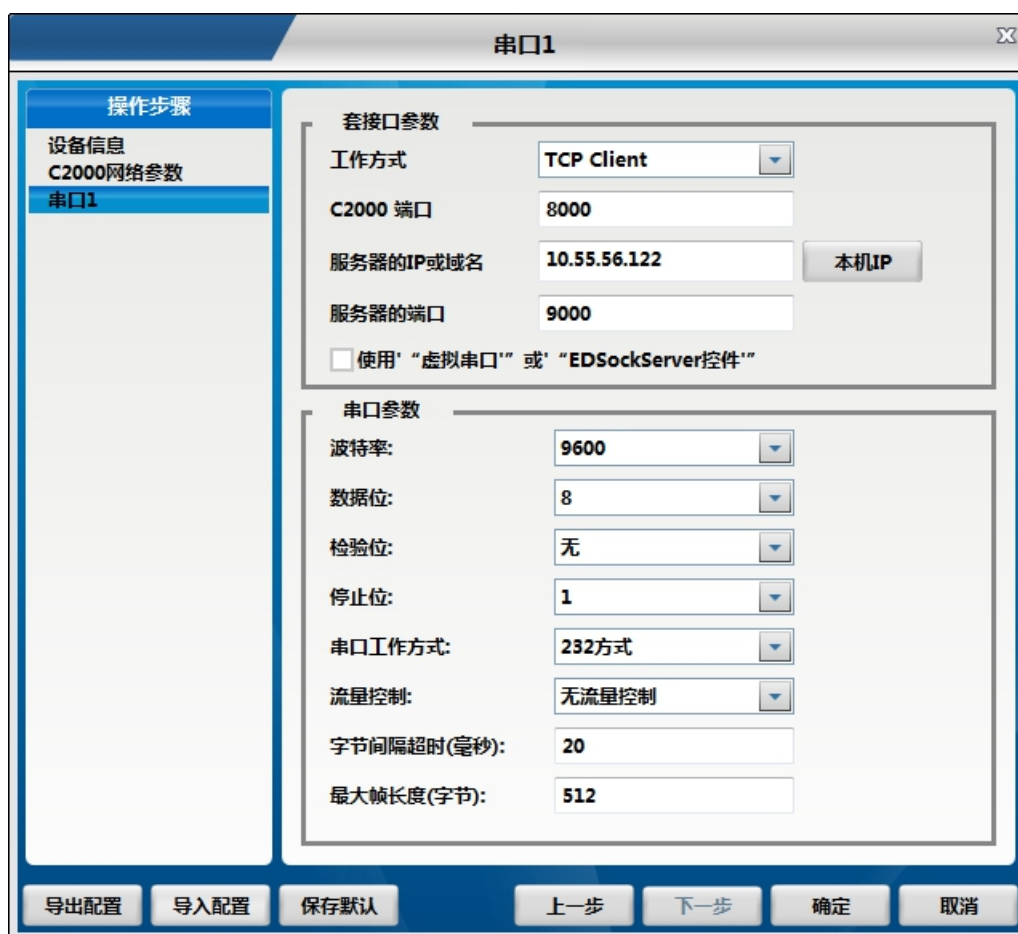 串口1
操作步骤
设备信息
C2000网络参数
串口1
套接口参数
工作方式 TCP Client
C2000 端口 8000
服务器的IP或域名 10.55.56.122 本机IP
服务器的端口 9000
使用'“虚拟串口'”或'“EDSockServer控件'”
串口参数
波特率: 9600
数据位: 8
检验位: 无
停止位: 1
串口工作方式: 232方式
流量控制: 无流量控制
字节间隔超时(毫秒): 20
最大帧长度(字节): 512
导出配置 导入配置 保存默认 上一步 下一步 确定 取消